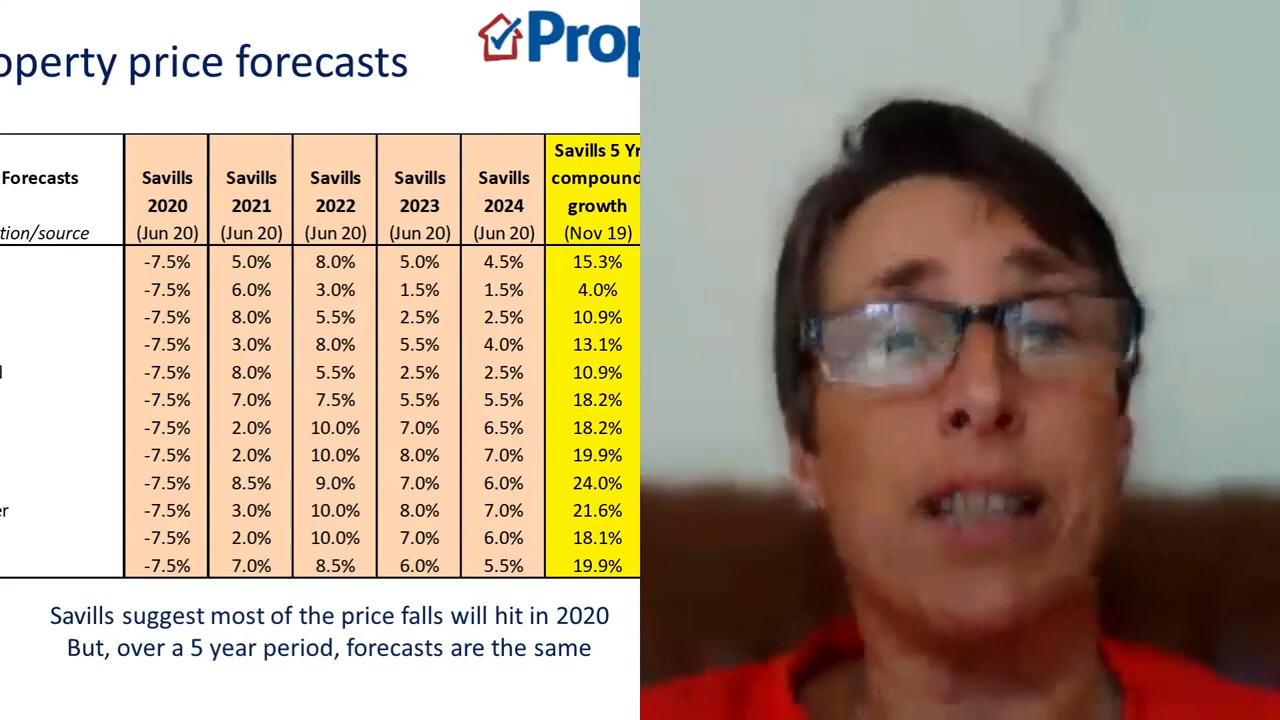 operty price forecasts
Prop
Forecasts Savills 2020 (Jun 20) Savills 2021 (Jun 20) Savills 2022 (Jun 20) Savills 2023 (Jun 20) Savills 2024 (Jun 20) Savills 5 Yr compound growth (Nov 19)
tion/source
-7.5% 5.0% 8.0% 5.0% 4.5% 15.3%
-7.5% 6.0% 3.0% 1.5% 1.5% 4.0%
-7.5% 8.0% 5.5% 2.5% 2.5% 10.9%
-7.5% 3.0% 8.0% 5.5% 4.0% 13.1%
-7.5% 8.0% 5.5% 2.5% 2.5% 10.9%
-7.5% 7.0% 7.5% 5.5% 5.5% 18.2%
-7.5% 2.0% 10.0% 7.0% 6.5% 18.2%
-7.5% 2.0% 10.0% 8.0% 7.0% 19.9%
-7.5% 8.5% 9.0% 7.0% 6.0% 24.0%
er -7.5% 3.0% 10.0% 8.0% 7.0% 21.6%
-7.5% 2.0% 10.0% 7.0% 6.0% 18.1%
-7.5% 7.0% 8.5% 6.0% 5.5% 19.9%
Savills suggest most of the price falls will hit in 2020
But, over a 5 year period, forecasts are the same